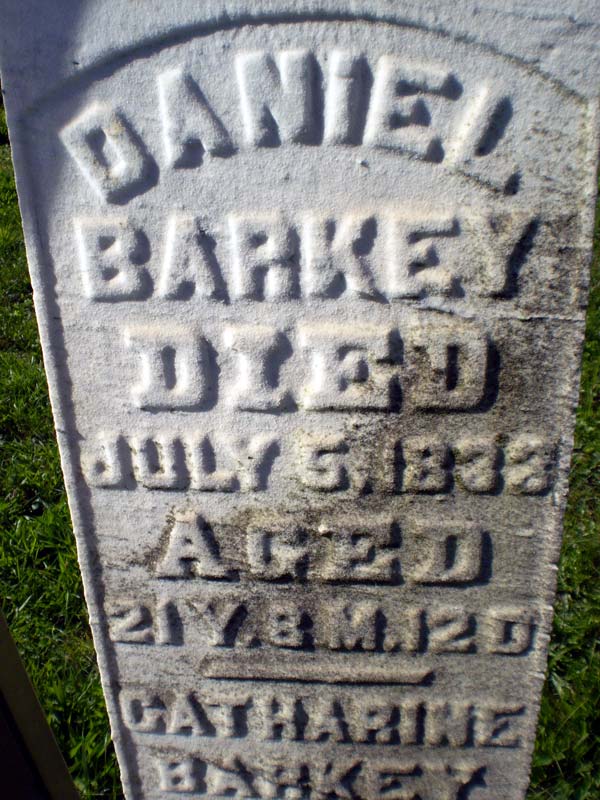 DANIEL
BARKEY
DIED
JULY 5, 1838
AGED
21 Y. 8 M. 12 D
CATHARINE
BARKEY